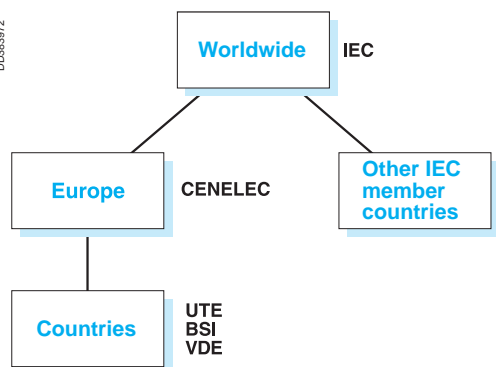 Worldwide
IEC
Europe
CENELEC
Other IEC
member
countries
Countries
UTE
BSI
VDE